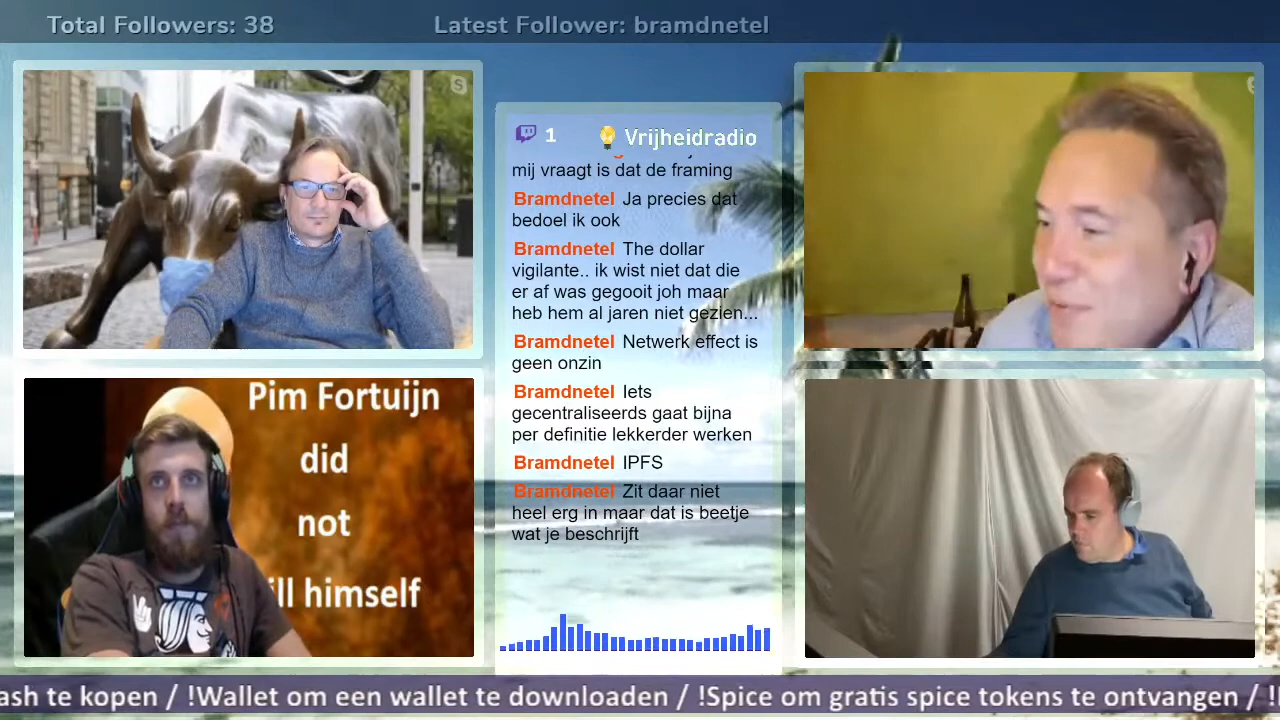 Total Followers: 38
Latest Follower: bramdnetel
1
Vrijheidradio
mij vraagt is dat de framing
Bramdnetel Ja precies dat
bedoel ik ook
Bramdnetel The dollar
vigilante.. ik wist niet dat die
er af was gegooit joh maar
heb hem al jaren niet gezien...
Bramdnetel Netwerk effect is
geen onzin
Bramdnetel Iets
gecentraliseerds gaat bijna
per definitie lekkerder werken
Bramdnetel IPFS
Bramdnetel Zit daar niet
heel erg in maar dat is beetje
wat je beschrijft
Pim Fortuijn
did
not
ill himself
ash te kopen / !Wallet om een wallet te downloaden / !Spice om gratis spice tokens te ontvangen / !